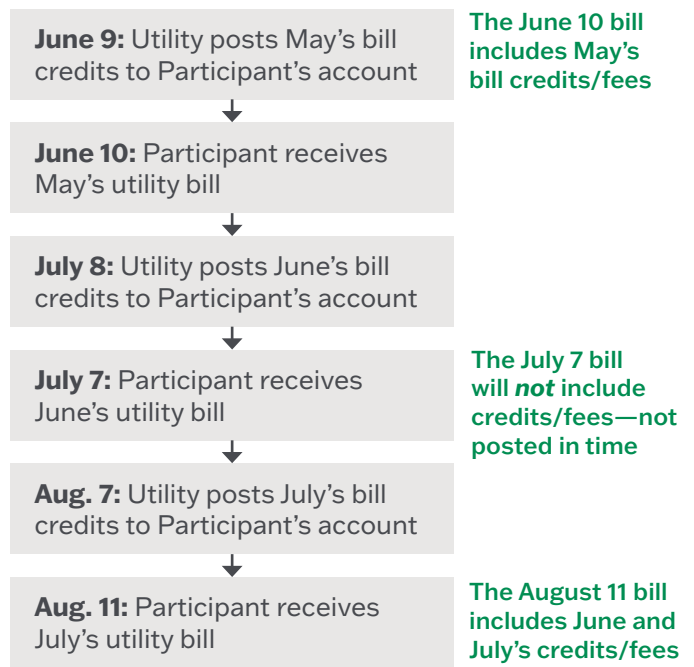 June 9: Utility posts May’s bill
credits to Participant’s account
The June 10 bill
includes May’s
bill credits/fees
June 10: Participant receives
May’s utility bill
July 8: Utility posts June’s bill
credits to Participant’s account
July 7: Participant receives
June’s utility bill
The July 7 bill
will not include
credits/fees—not
posted in time
Aug. 7: Utility posts July’s bill
credits to Participant’s account
Aug. 11: Participant receives
July’s utility bill
The August 11 bill
includes June and
July’s credits/fees